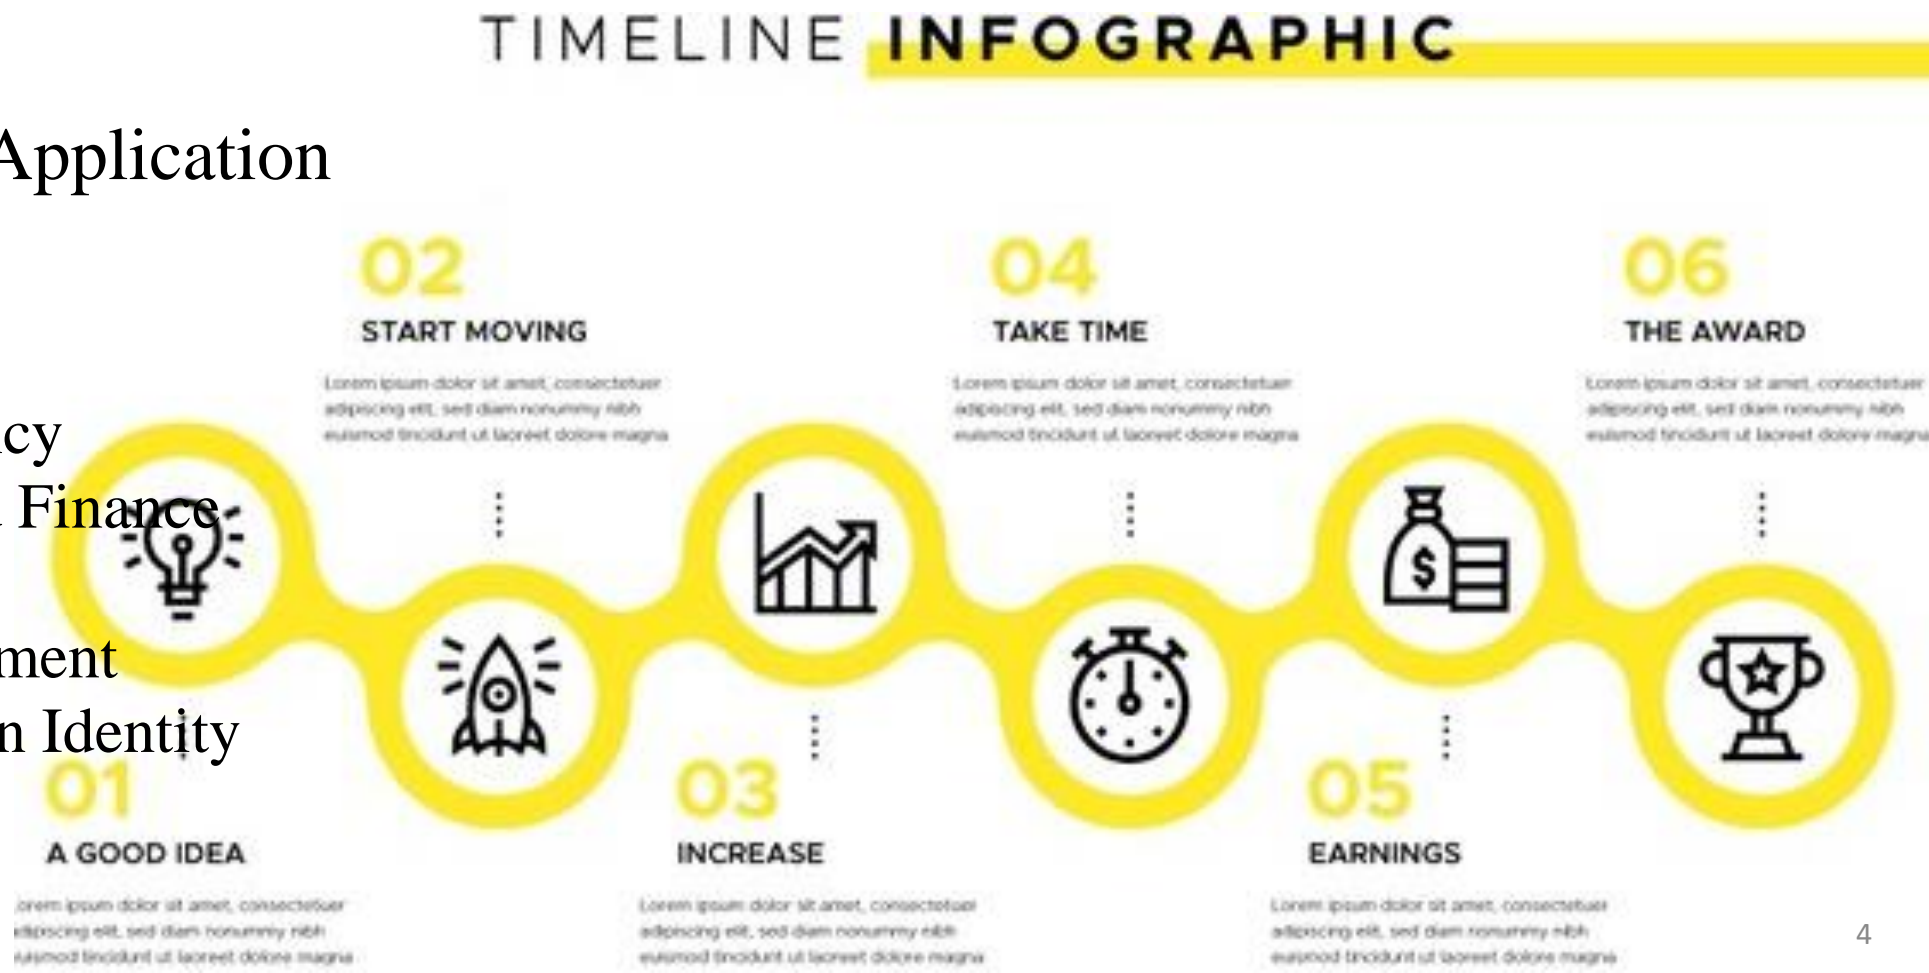 TIMELINE INFOGRAPHIC
Application
02
START MOVING
Lorem ipsum dolor sit amet, consectetuer
adipiscing elit, sed diam nonummy nibh
euismod tincidunt ut laoreet dolore magna
04
TAKE TIME
Lorem ipsum dolor sit amet, consectetuer
adipiscing elit, sed diam nonummy nibh
euismod tincidunt ut laoreet dolore magna
06
THE AWARD
Lorem ipsum dolor sit amet, consectetuer
adipiscing elit, sed diam nonummy nibh
euismod tincidunt ut laoreet dolore magna
cy
Finance
ment
n Identity
$
01
A GOOD IDEA
orem ipsum dolor sit amet, consectetuer
adipiscing elit, sed diam nonummy nibh
euismod tincidunt ut laoreet dolore magna
03
INCREASE
Lorem ipsum dolor sit amet, consectetuer
adipiscing elit, sed diam nonummy nibh
euismod tincidunt ut laoreet dolore magna
05
EARNINGS
Lorem ipsum dolor sit amet, consectetuer
adipiscing elit, sed diam nonummy nibh
euismod tincidunt ut laoreet dolore magna
4